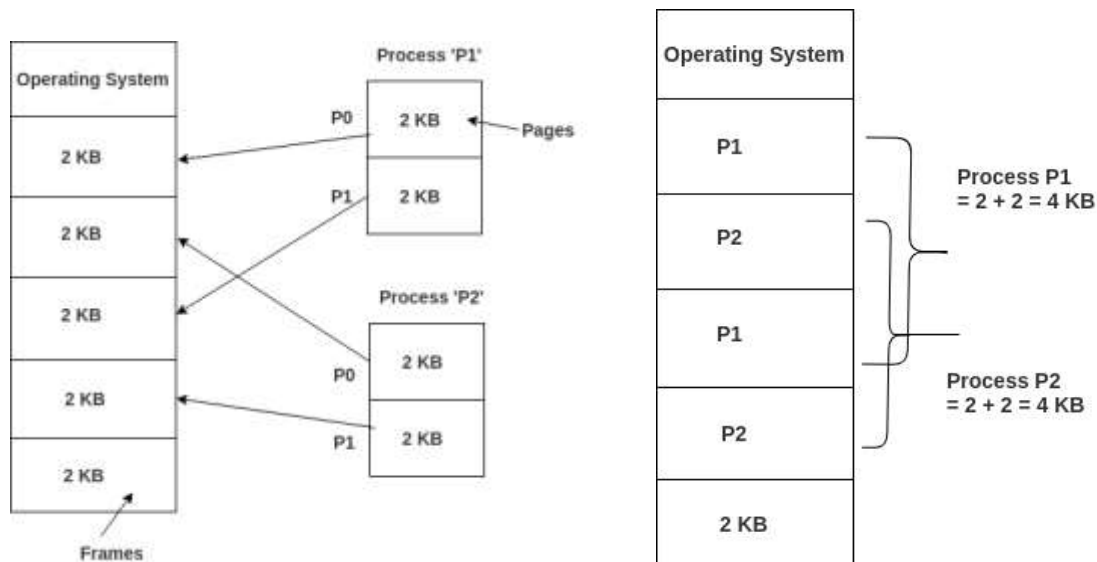 Operating System
2 KB
2 KB
2 KB
2 KB
2 KB
Frames
Process 'P1'
P0
2 KB
Pages
P1
2 KB
Process 'P2'
2 KB
P0
2 KB
P1
Operating System
P1
P2
P1
P2
2 KB
Process P1
= 2 + 2 = 4 KB
Process P2
= 2 + 2 = 4 KB